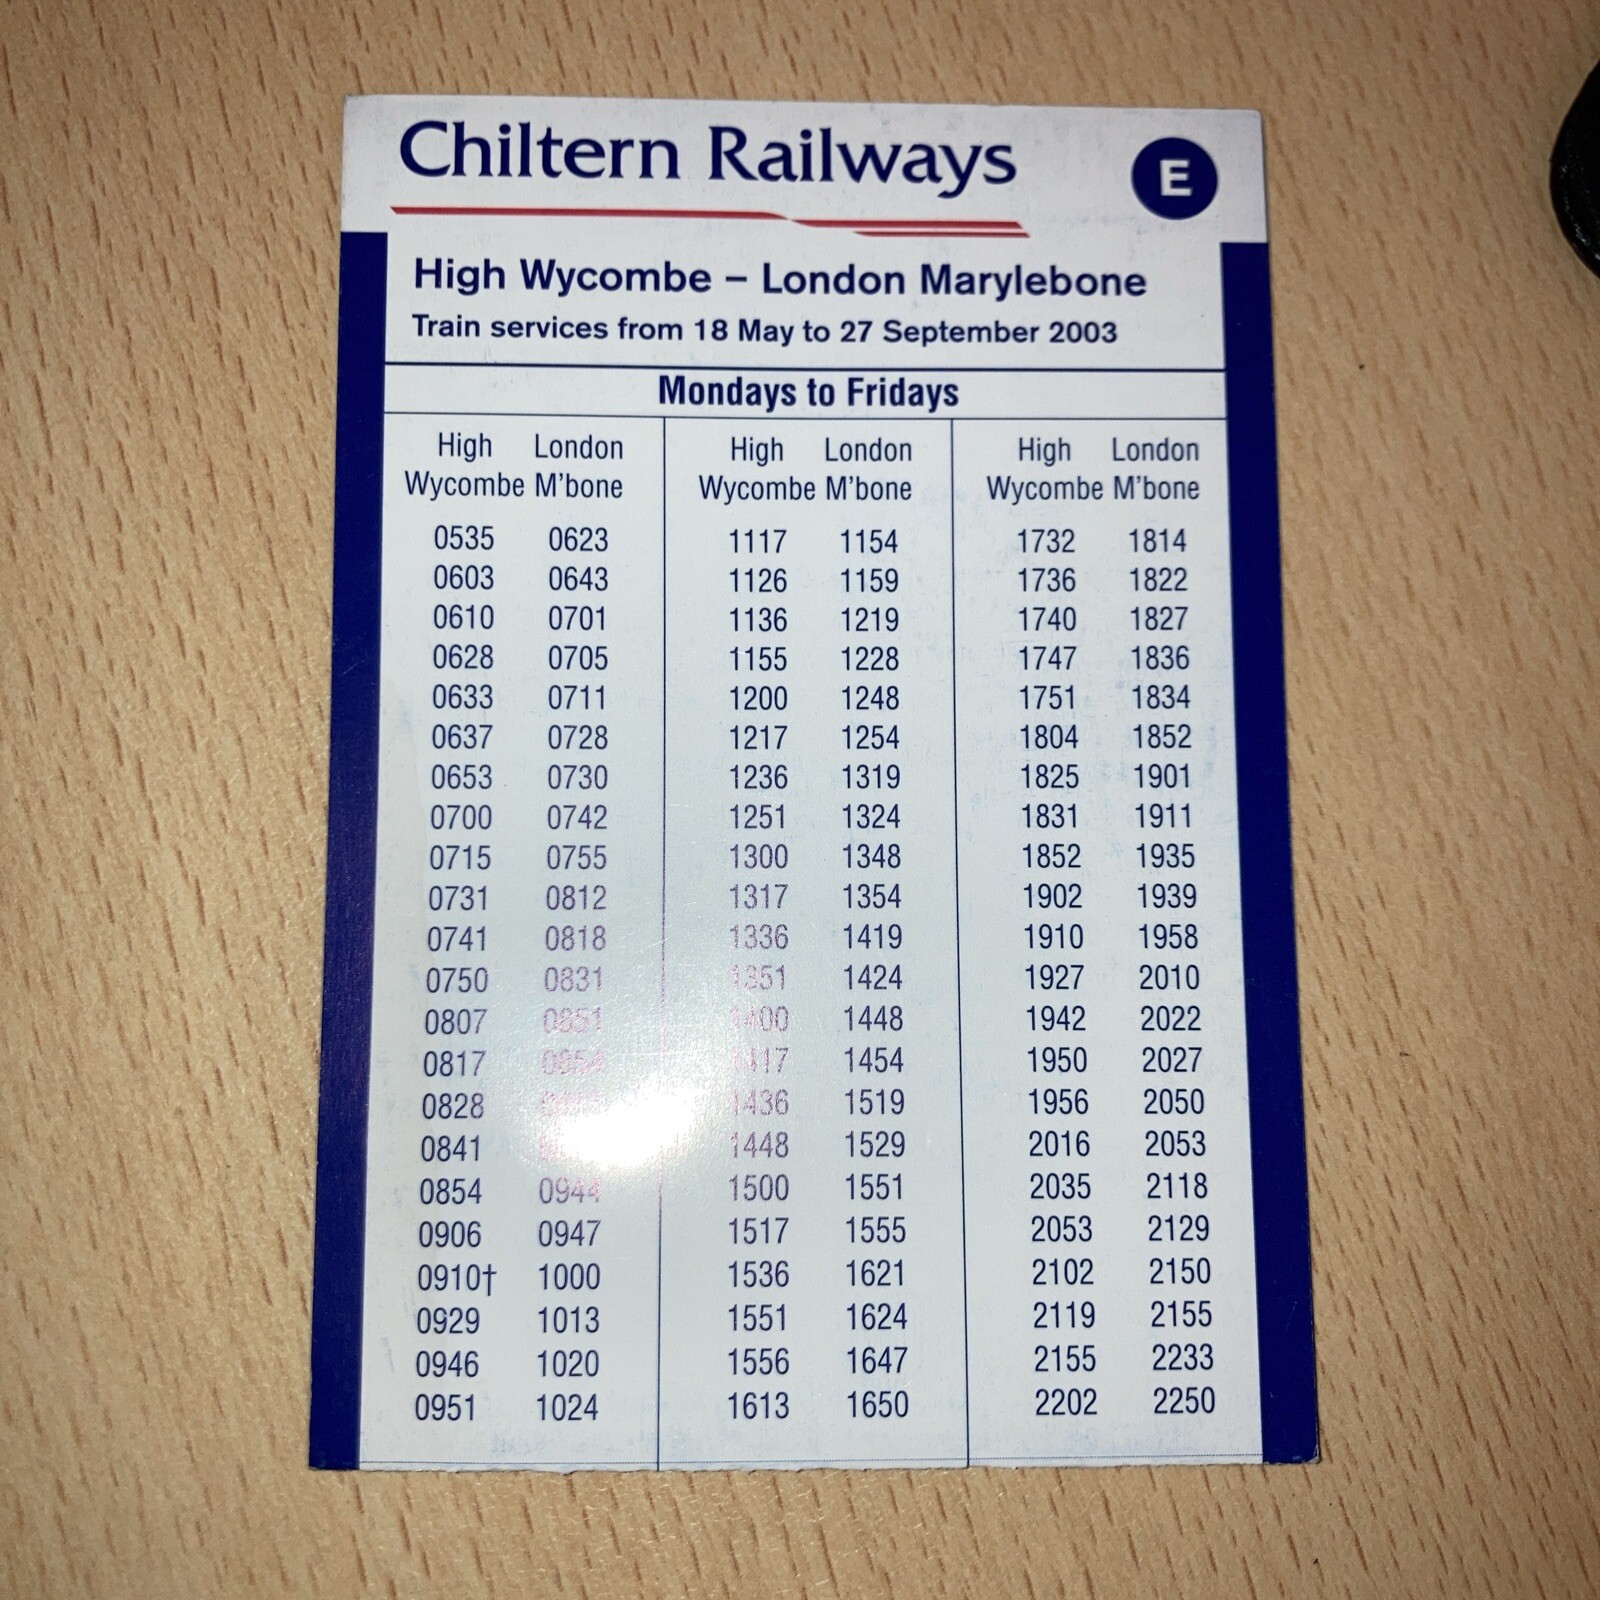 Chiltern Railways
E
High Wycombe – London Marylebone
Train services from 18 May to 27 September 2003
Mondays to Fridays
High London High London High London
Wycombe M'bone Wycombe M'bone Wycombe M'bone
0535 0623 1117 1154 1732 1814
0603 0643 1126 1159 1736 1822
0610 0701 1136 1219 1740 1827
0628 0705 1155 1228 1747 1836
0633 0711 1200 1248 1751 1834
0637 0728 1217 1254 1804 1852
0653 0730 1236 1319 1825 1901
0700 0742 1251 1324 1831 1911
0715 0755 1300 1348 1852 1935
0731 0812 1317 1354 1902 1939
0741 0818 1336 1419 1910 1958
0750 0831 1351 1424 1927 2010
0807 0851 1400 1448 1942 2022
0817 0854 1417 1454 1950 2027
0828 1436 1519 1956 2050
0841 1448 1529 2016 2053
0854 0944 1500 1551 2035 2118
0906 0947 1517 1555 2053 2129
0910† 1000 1536 1621 2102 2150
0929 1013 1551 1624 2119 2155
0946 1020 1556 1647 2155 2233
0951 1024 1613 1650 2202 2250